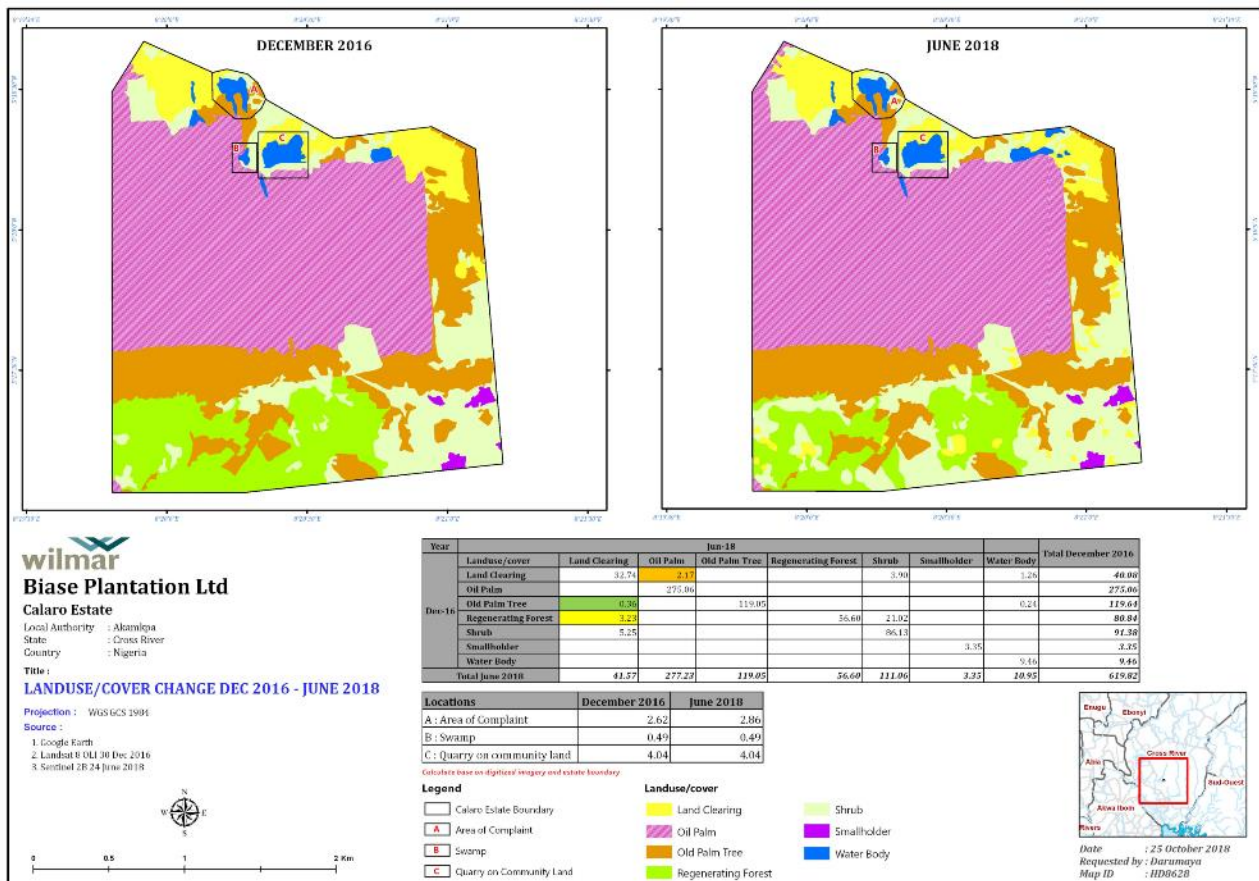 DECEMBER 2016
JUNE 2018
A
B
C
A
B
C
wilmar
Biase Plantation Ltd
Calaro Estate
Local Authority : Akamkpa
State : Cross River
Country : Nigeria
Title :
LANDUSE/COVER CHANGE DEC 2016 - JUNE 2018
Projection : WGS GCS 1984
Source :
1. Google Earth
2. Landsat 8 OLI 30 Dec 2016
3. Sentinel 2B 24 June 2018
N
W E
S
0 0.5 1 2 Km
Year Jun-18 Total December 2016
Landuse/cover Land Clearing Oil Palm Old Palm Tree Regenerating Forest Shrub Smallholder Water Body
Dec-16
Land Clearing 32.74 2.17 3.90 1.26 40.08
Oil Palm 275.06 275.06
Old Palm Tree 0.36 119.05 0.24 119.64
Regenerating Forest 3.23 56.60 21.02 80.84
Shrub 5.25 86.13 91.38
Smallholder 3.35 3.35
Water Body 9.46 9.46
Total June 2018 41.57 277.23 119.05 56.60 111.06 3.35 10.95 619.82
Locations December 2016 June 2018
A : Area of Complaint 2.62 2.86
B : Swamp 0.49 0.49
C : Quarry on community land 4.04 4.04
Calculate base on digitized imagery and estate boundary
Legend
Calaro Estate Boundary
A Area of Complaint
B Swamp
C Quarry on Community Land
Landuse/cover
Land Clearing
Oil Palm
Old Palm Tree
Regenerating Forest
Shrub
Smallholder
Water Body
Enugu
Ebonyi
Cross River
Abia
Sud-Ouest
Akwa Ibom
Rivers
Date : 25 October 2018
Requested by : Darumaya
Map ID : HD8628